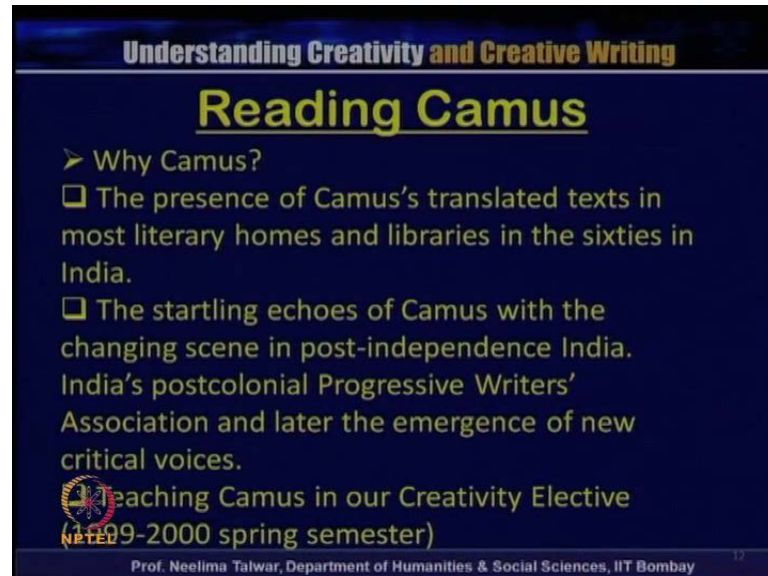 Understanding Creativity and Creative Writing
Reading Camus
➢ Why Camus?
❑ The presence of Camus's translated texts in
most literary homes and libraries in the sixties in
India.
❑ The startling echoes of Camus with the
changing scene in post-independence India.
India's postcolonial Progressive Writers'
Association and later the emergence of new
critical voices.
Teaching Camus in our Creativity Elective
(1999-2000 spring semester)
NPTEL
12
Prof. Neelima Talwar, Department of Humanities & Social Sciences, IIT Bombay